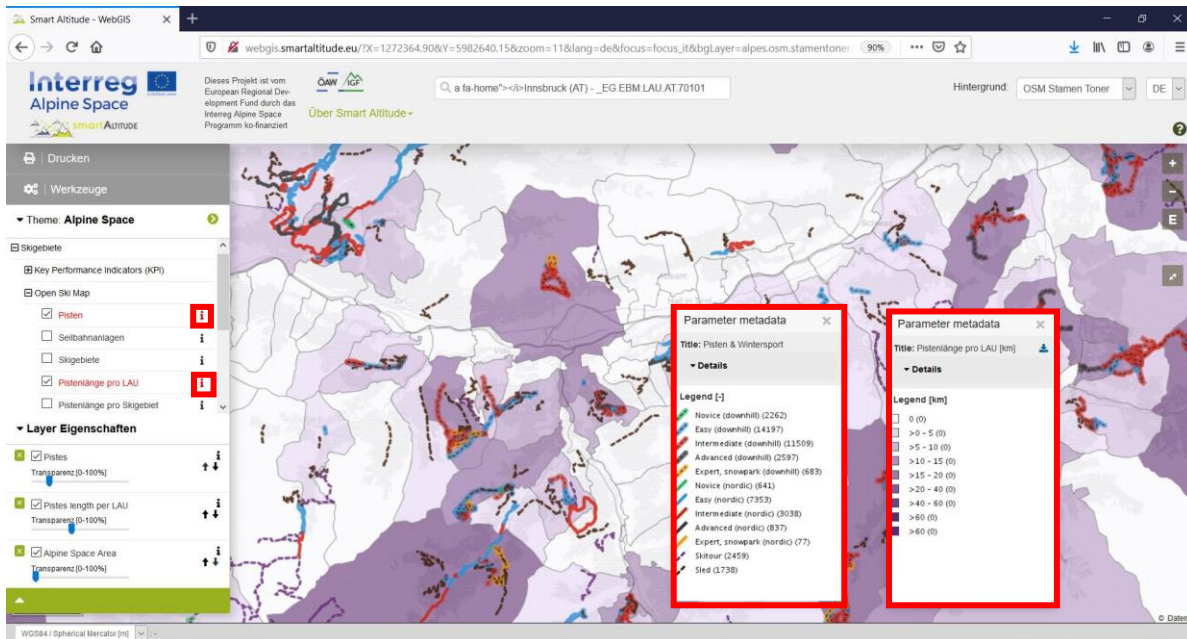 Smart Altitude - WebGIS
webgis.smartaltitude.eu/?X=1272364.90&Y=5982640.15&zoom=11&lang=de&focus=focus_it&bgLayer=alpes.osm.stamentoner.
90%
Interreg
Alpine Space
smartAltitude
Dieses Projekt ist vom
European Regional Dev-
elopment Fund durch das
Interreg Alpine Space
Programm ko-finanziert
ÖAW IGF
Über Smart Altitude
a fa-home"></i>Innsbruck (AT) - _EG.EBM:LAU.AT.70101
Hintergrund: OSM Stamen Toner
DE
Drucken
Werkzeuge
Theme: Alpine Space
Skigebiete
Key Performance Indicators (KPI)
Open Ski Map
Pisten
Seilbahnanlagen
Skigebiete
Pistenlänge pro LAU
Pistenlänge pro Skigebiet
Layer Eigenschaften
Pistes
Transparenz [0-100%]
Pistes length per LAU
Transparenz [0-100%]
Alpine Space Area
Transparenz [0-100%]
E
Parameter metadata
Title: Pisten & Wintersport
Details
Legend [-]
Novice (downhill) (2262)
Easy (downhill) (14197)
Intermediate (downhill) (11509)
Advanced (downhill) (2597)
Expert, snowpark (downhill) (683)
Novice (nordic) (641)
Easy (nordic) (7353)
Intermediate (nordic) (3038)
Advanced (nordic) (837)
Expert, snowpark (nordic) (77)
Skitour (2459)
Sled (1738)
Parameter metadata
Title: Pistenlänge pro LAU [km]
Details
Legend [km]
0 (0)
>0 - 5 (0)
>5 - 10 (0)
>10 - 15 (0)
>15 - 20 (0)
>20 - 40 (0)
>40 - 60 (0)
>60 (0)
>60 (0)
© Daten
WGS84 / Spherical Mercator [m]